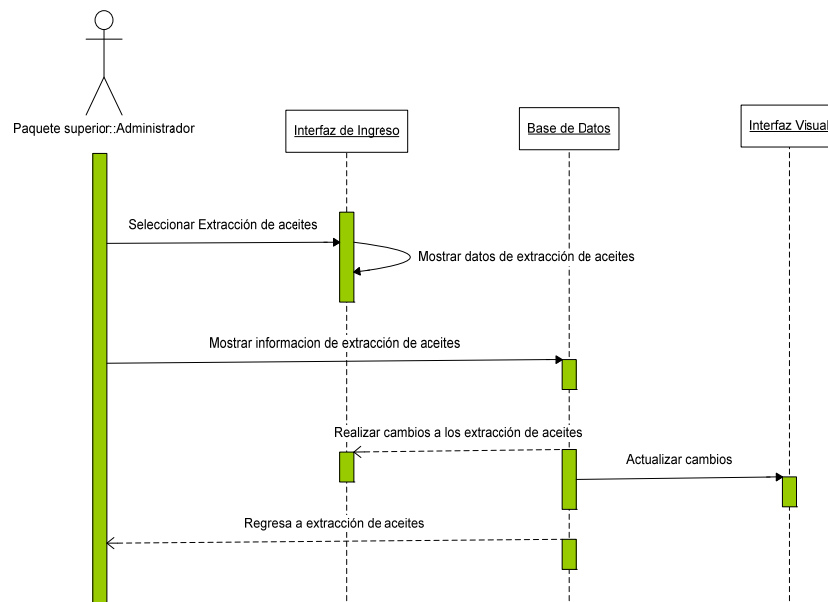 Paquete superior::Administrador
Interfaz de Ingreso
Base de Datos
Interfaz Visual
Seleccionar Extracción de aceites
Mostrar datos de extracción de aceites
Mostrar informacion de extracción de aceites
Realizar cambios a los extracción de aceites
Actualizar cambios
Regresa a extracción de aceites